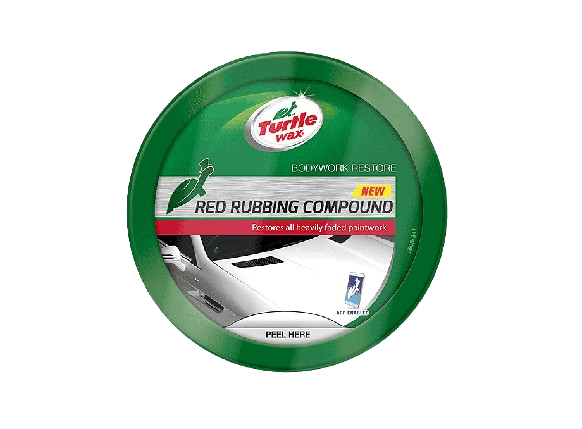 Turtle
WAX
BODYWORK RESTORE
NEW
RED RUBBING COMPOUND
Restores all heavily faded paintwork
PEEL HERE